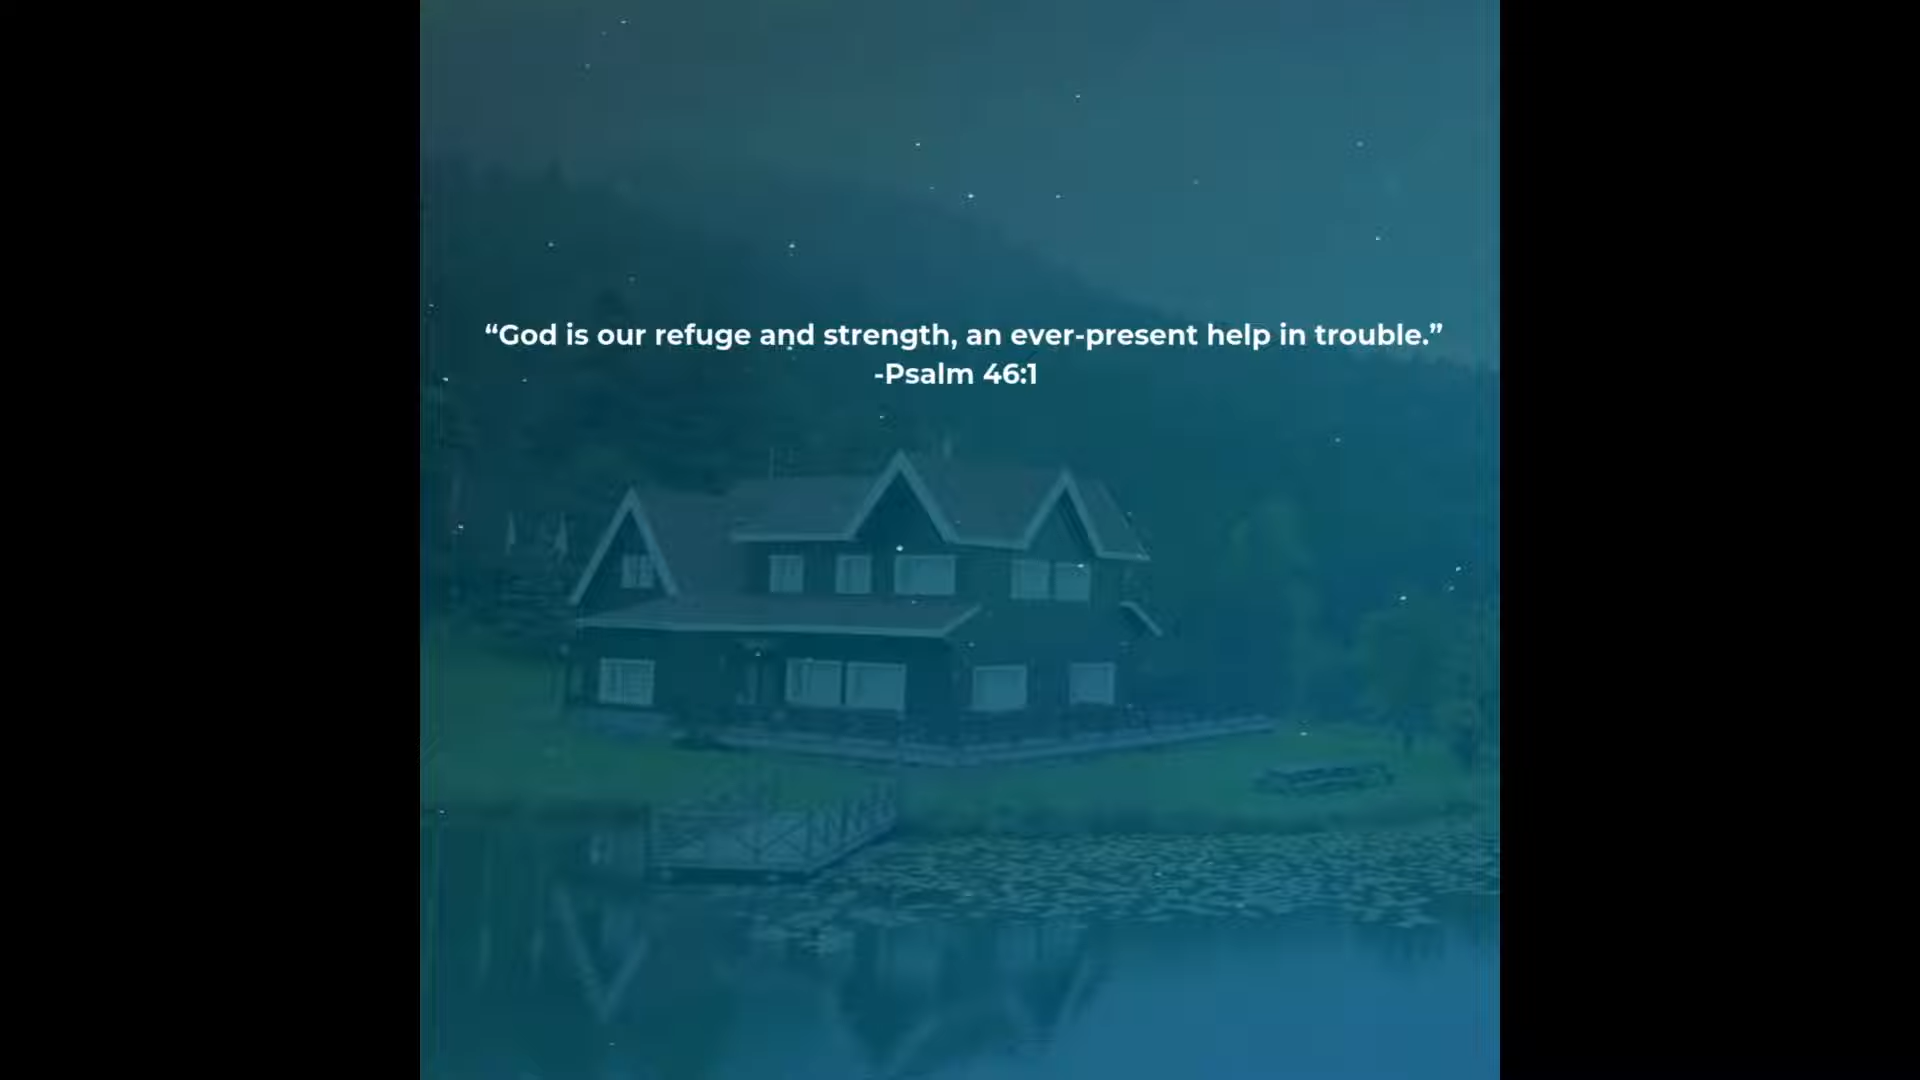 “God is our refuge and strength, an ever-present help in trouble.”
-Psalm 46:1